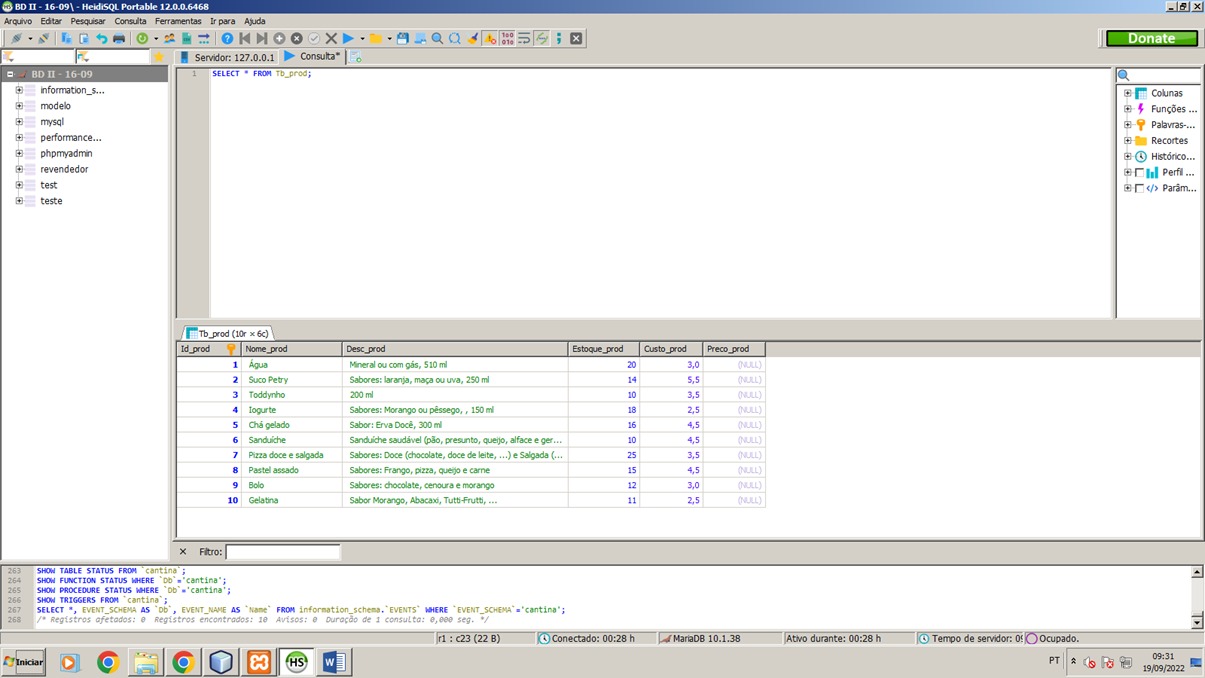 BD II - 16-09\ - HeidiSQL Portable 12.0.0.6468
Arquivo Editar Pesquisar Consulta Ferramentas Ir para Ajuda
Donate
Servidor: 127.0.0.1 Consulta*
BD II - 16-09
information_s...
modelo
mysql
performance...
phpmyadmin
revendedor
test
teste
1 SELECT * FROM Tb_prod;
Colunas
Funções ...
Palavras-...
Recortes
Histórico...
Perfil ...
Parâm...
Tb_prod (10r × 6c)
Id_prod Nome_prod Desc_prod Estoque_prod Custo_prod Preco_prod
1 Água Mineral ou com gás, 510 ml 20 3,0 (NULL)
2 Suco Petry Sabores: laranja, maça ou uva, 250 ml 14 5,5 (NULL)
3 Toddynho 200 ml 10 3,5 (NULL)
4 Iogurte Sabores: Morango ou pêssego, , 150 ml 18 2,5 (NULL)
5 Chá gelado Sabor: Erva Docê, 300 ml 16 4,5 (NULL)
6 Sanduíche Sanduíche saudável (pão, presunto, queijo, alface e ger... 10 4,5 (NULL)
7 Pizza doce e salgada Sabores: Doce (chocolate, doce de leite, ...) e Salgada (... 25 3,5 (NULL)
8 Pastel assado Sabores: Frango, pizza, queijo e carne 15 4,5 (NULL)
9 Bolo Sabores: chocolate, cenoura e morango 12 3,0 (NULL)
10 Gelatina Sabor Morango, Abacaxi, Tutti-Frutti, ... 11 2,5 (NULL)
Filtro:
263 SHOW TABLE STATUS FROM `cantina`;
264 SHOW FUNCTION STATUS WHERE `Db`='cantina';
265 SHOW PROCEDURE STATUS WHERE `Db`='cantina';
266 SHOW TRIGGERS FROM `cantina`;
267 SELECT *, EVENT_SCHEMA AS `Db`, EVENT_NAME AS `Name` FROM information_schema.`EVENTS` WHERE `EVENT_SCHEMA`='cantina';
268 /* Registros afetados: 0 Registros encontrados: 10 Avisos: 0 Duração de 1 consulta: 0,000 seg. */
r1 : c23 (22 B) Conectado: 00:28 h MariaDB 10.1.38 Ativo durante: 00:28 h Tempo de servidor: 09 Ocupado.
Iniciar HS PT 09:31
19/09/2022